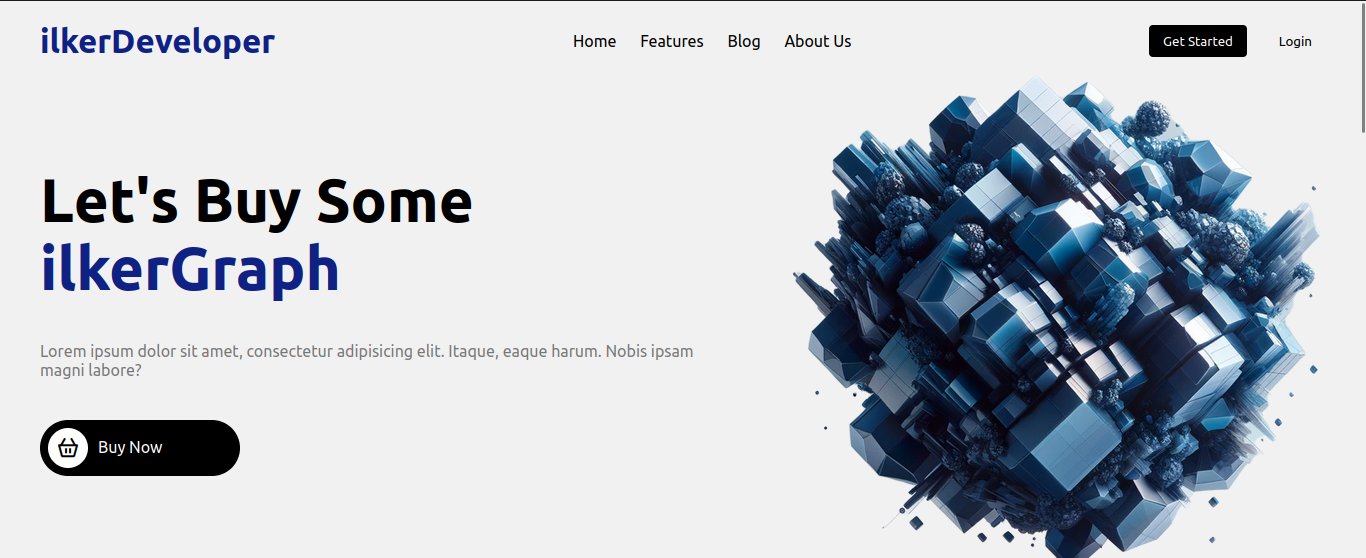 ilkerDeveloper
Home Features Blog About Us
Get Started Login
Let's Buy Some
ilkerGraph
Lorem ipsum dolor sit amet, consectetur adipisicing elit. Itaque, eaque harum. Nobis ipsam
magni labore?
Buy Now